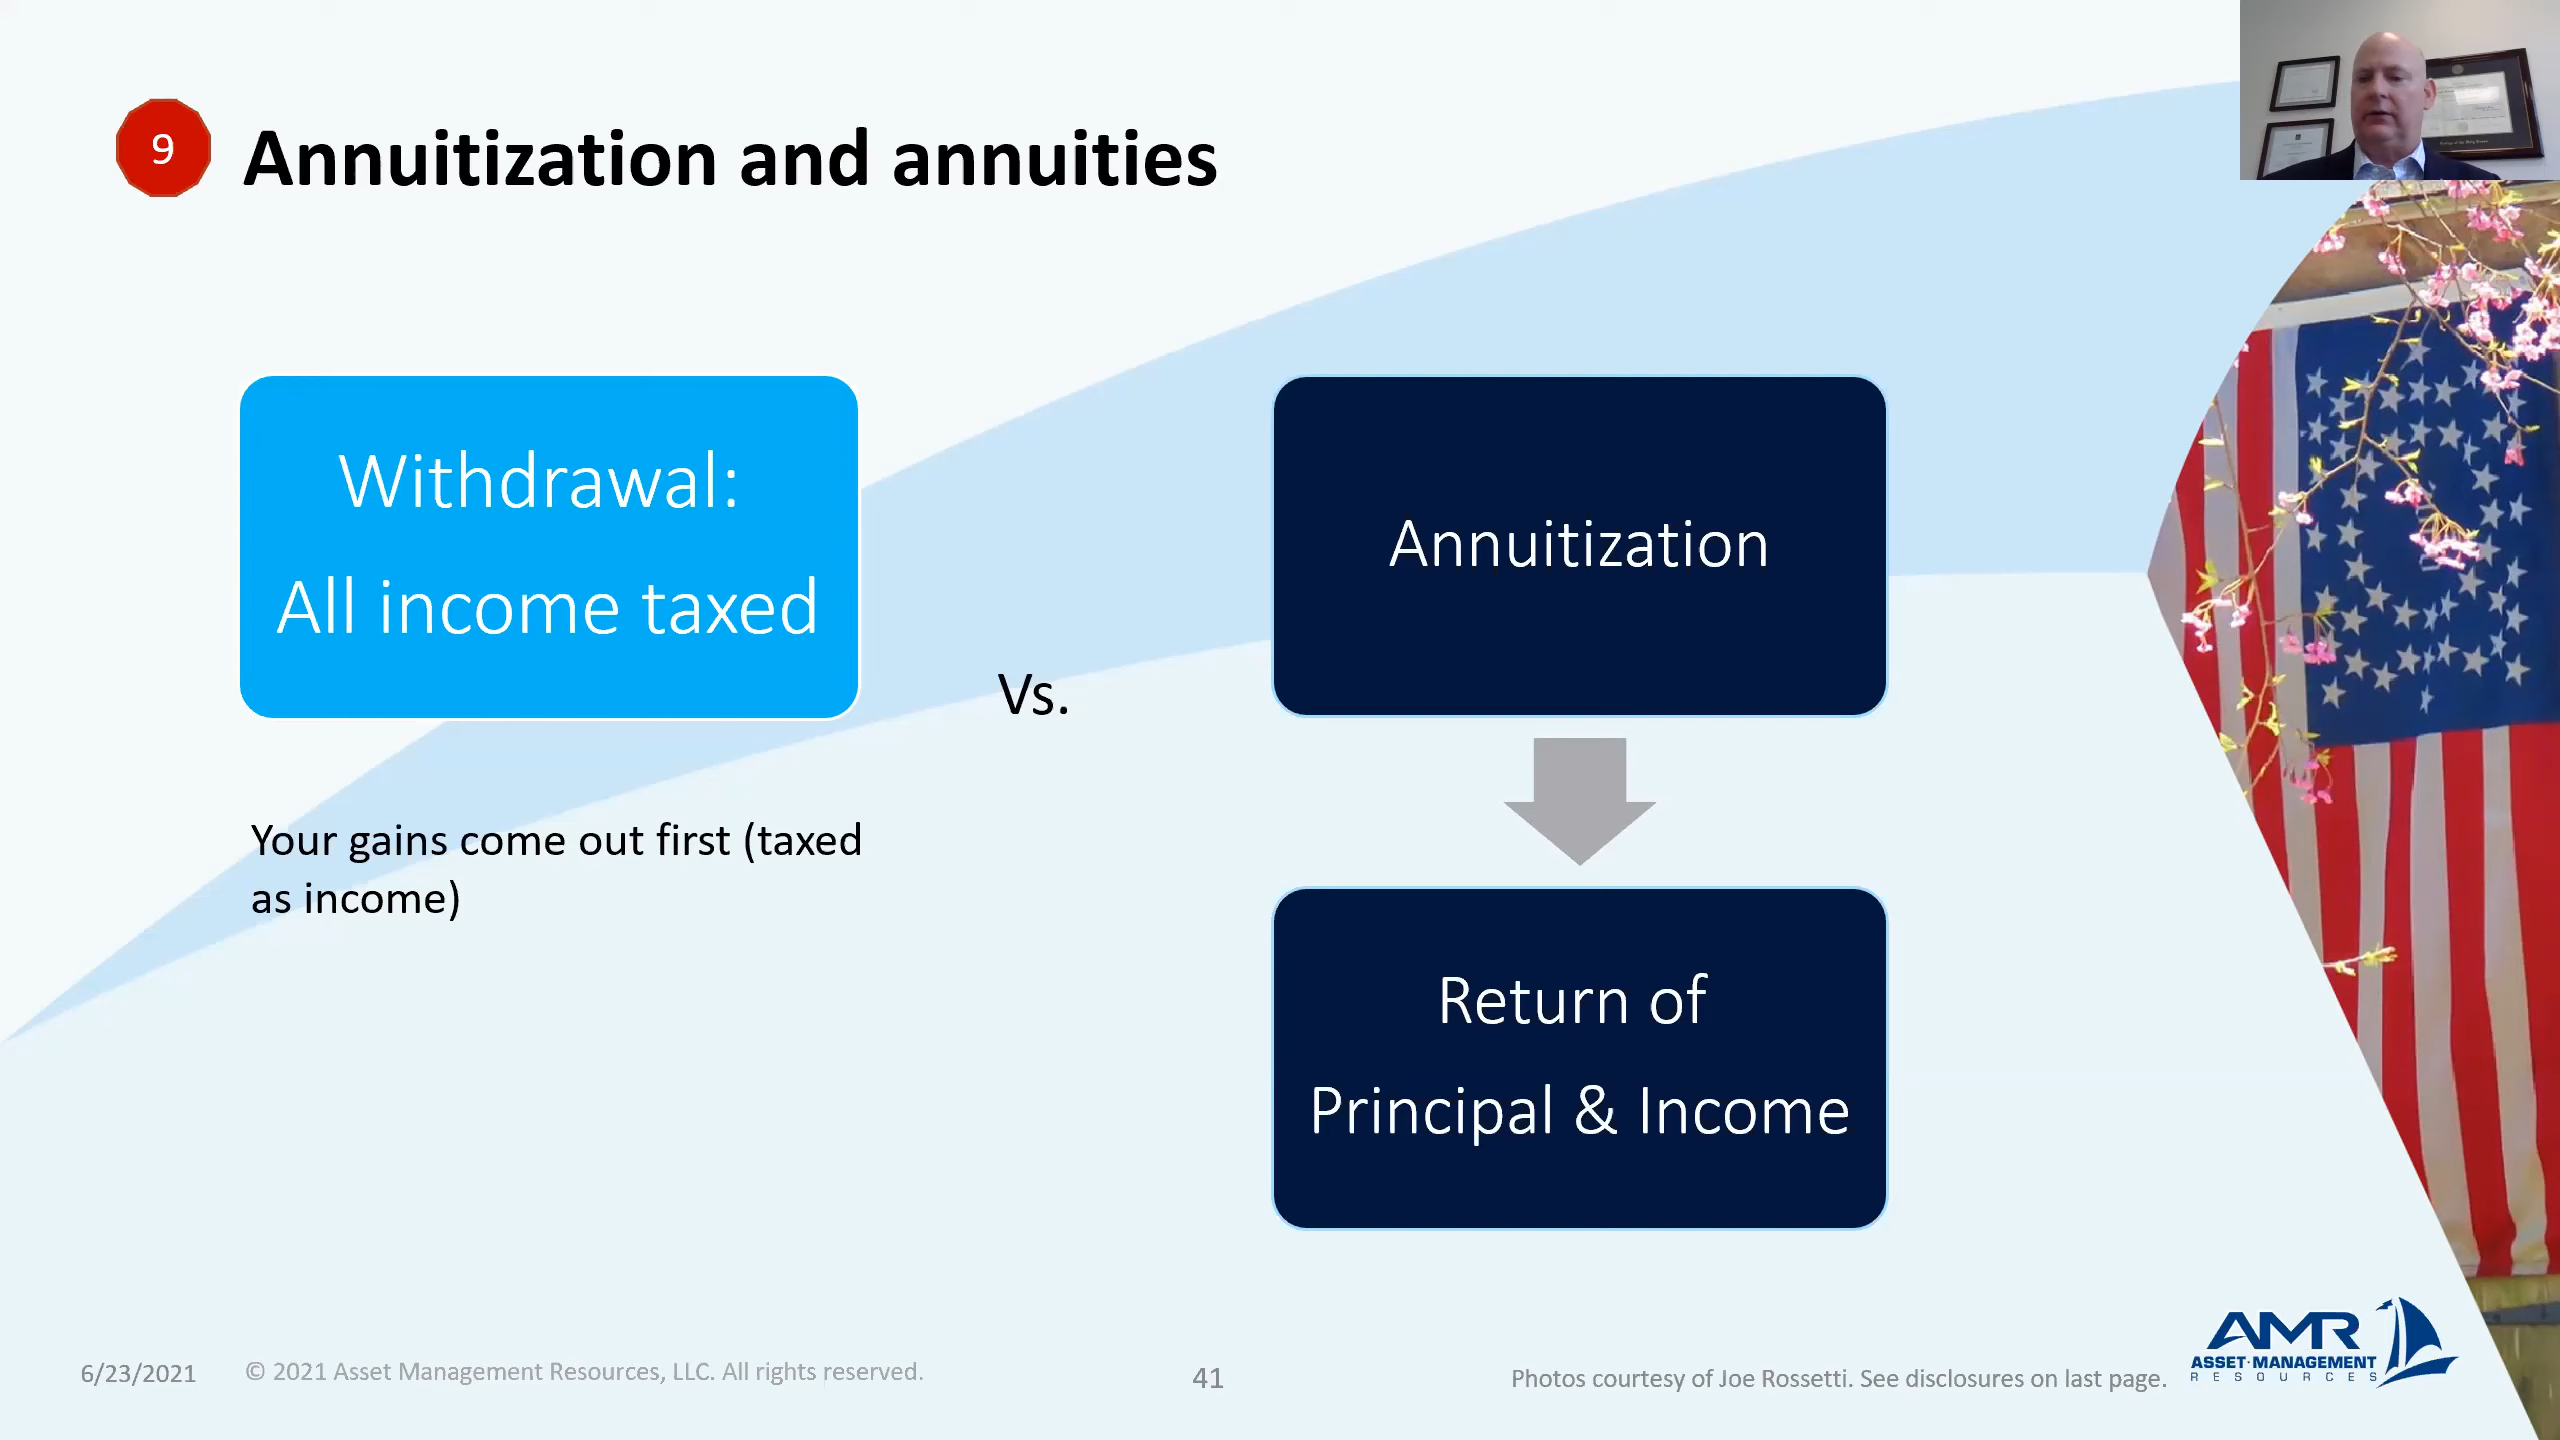 9
Annuitization and annuities
Withdrawal:
All income taxed
Your gains come out first (taxed
as income)
Vs.
Annuitization
Return of
Principal & Income
6/23/2021
© 2021 Asset Management Resources, LLC. All rights reserved.
41
Photos courtesy of Joe Rossetti. See disclosures on last page.
AMR
ASSET·MANAGEMENT
RESOURCES